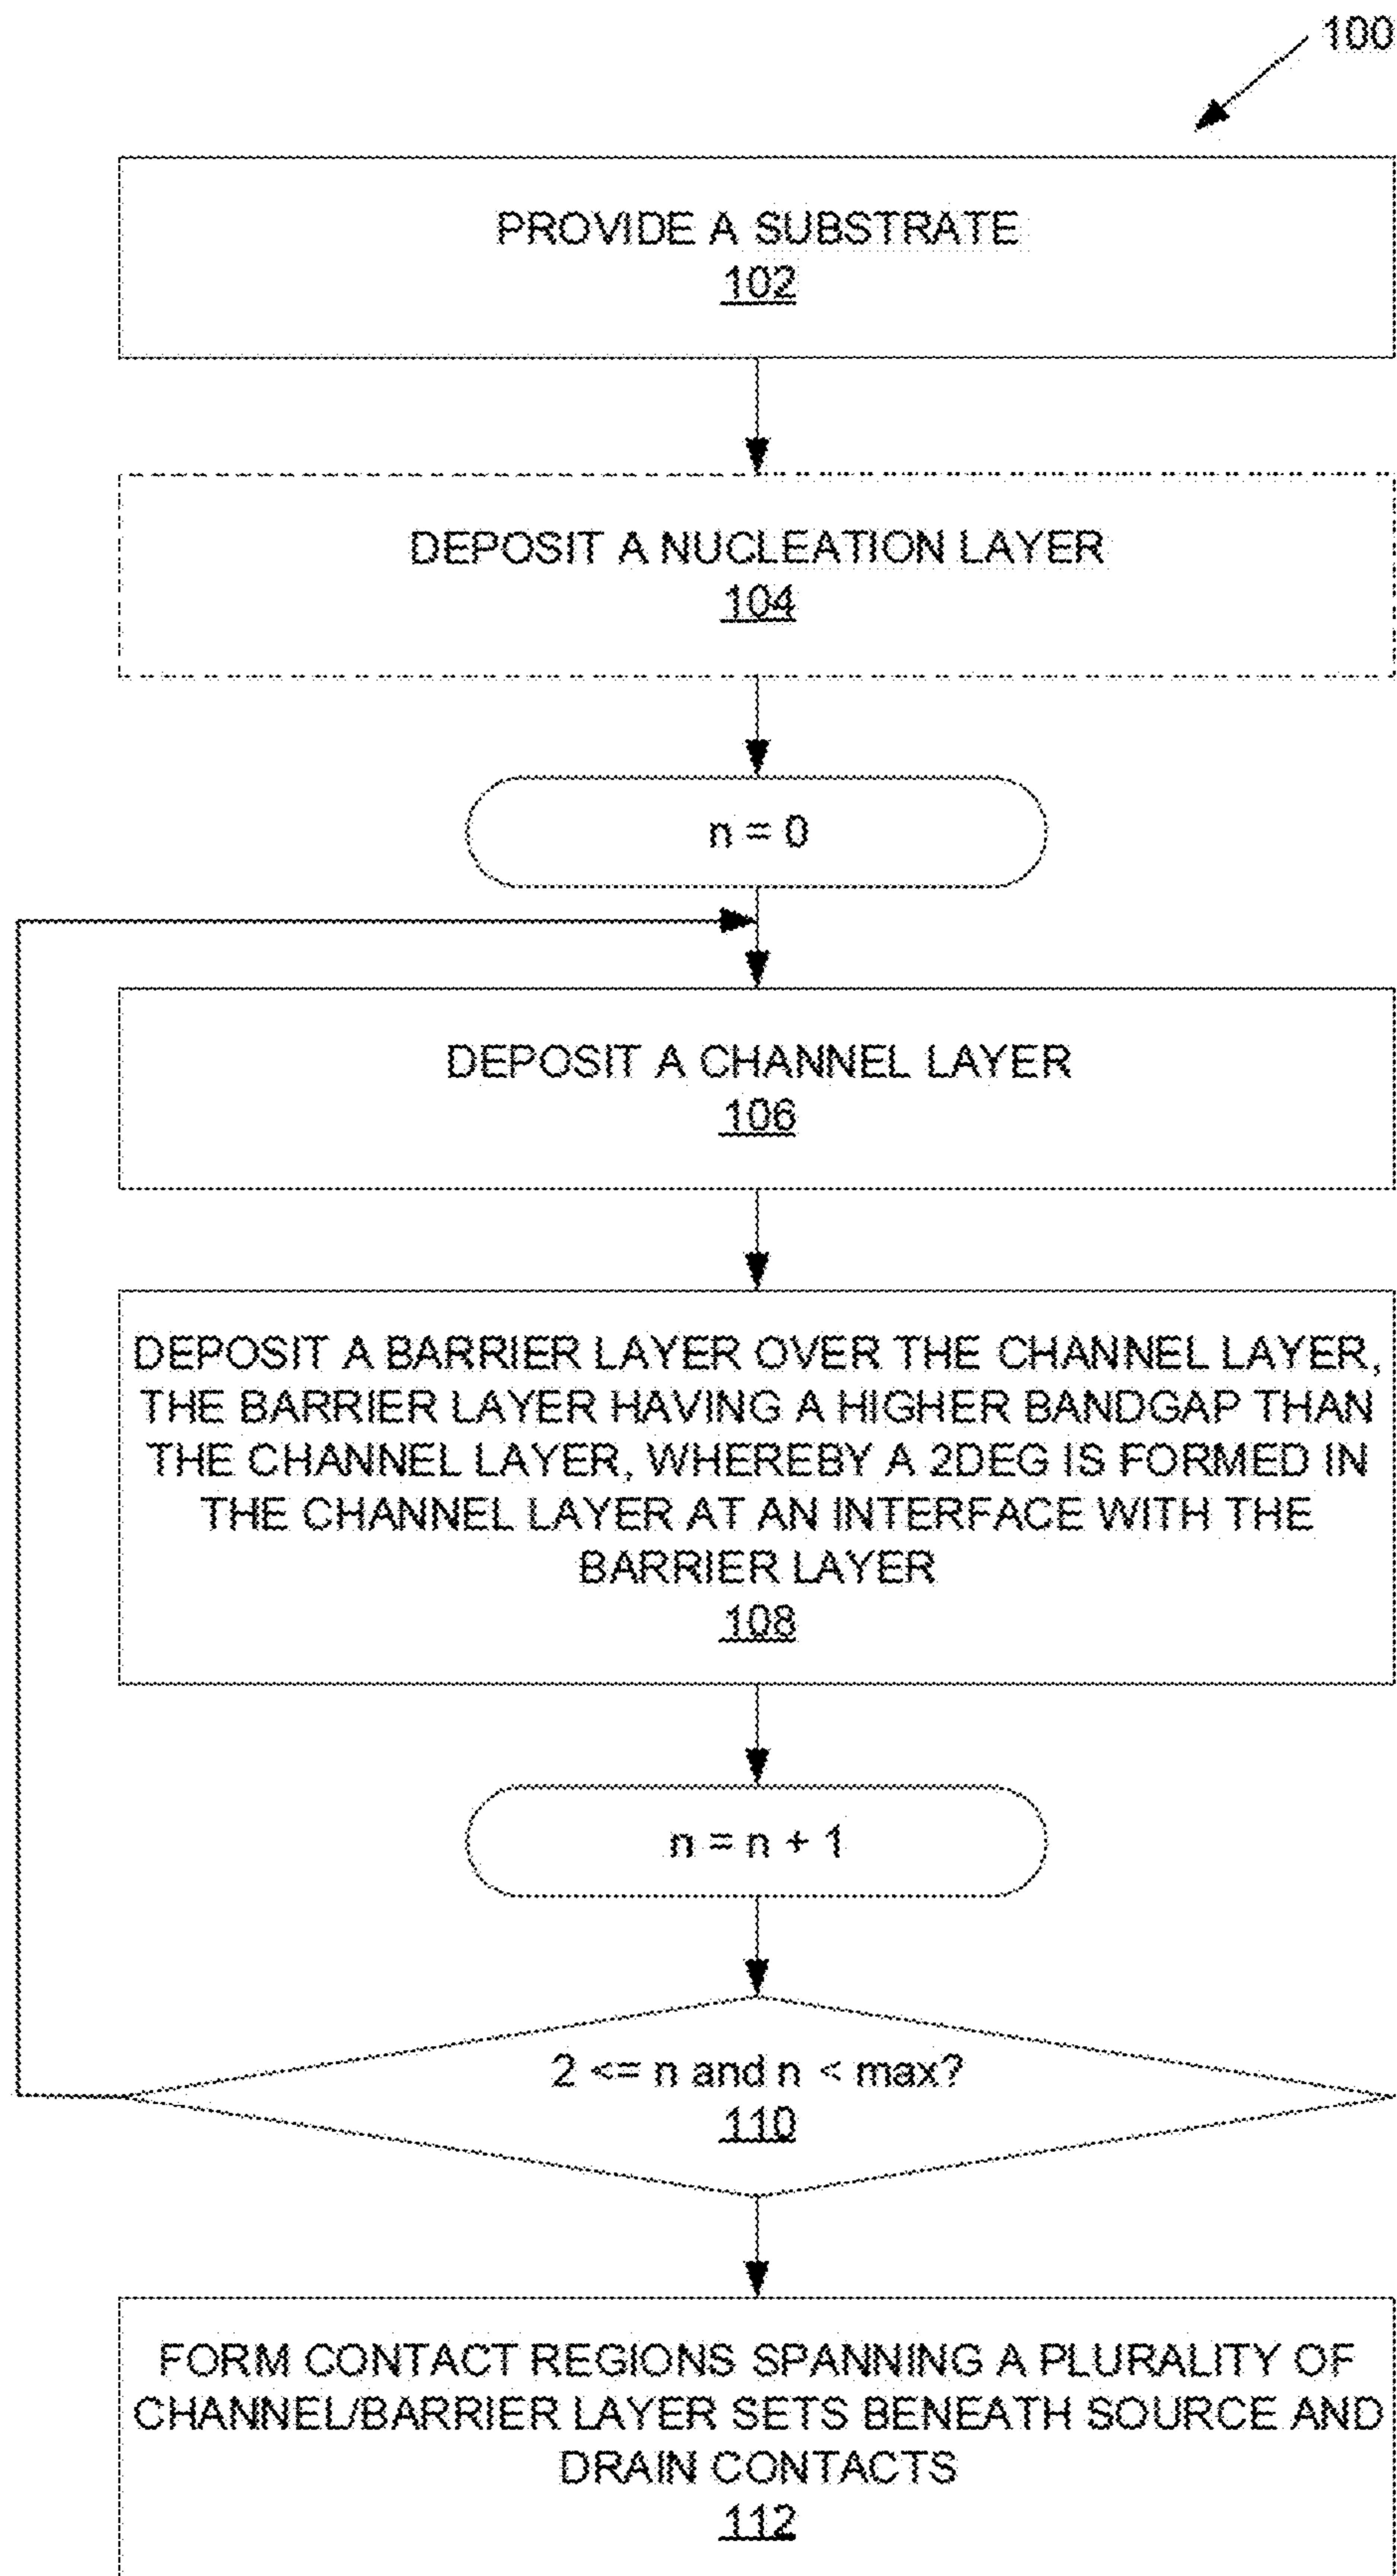 100
PROVIDE A SUBSTRATE
102
DEPOSIT A NUCLEATION LAYER
104
n = 0
DEPOSIT A CHANNEL LAYER
106
DEPOSIT A BARRIER LAYER OVER THE CHANNEL LAYER,
THE BARRIER LAYER HAVING A HIGHER BANDGAP THAN
THE CHANNEL LAYER, WHEREBY A 2DEG IS FORMED IN
THE CHANNEL LAYER AT AN INTERFACE WITH THE
BARRIER LAYER
108
n = n + 1
2 <= n and n < max?
110
FORM CONTACT REGIONS SPANNING A PLURALITY OF
CHANNEL/BARRIER LAYER SETS BENEATH SOURCE AND
DRAIN CONTACTS
112